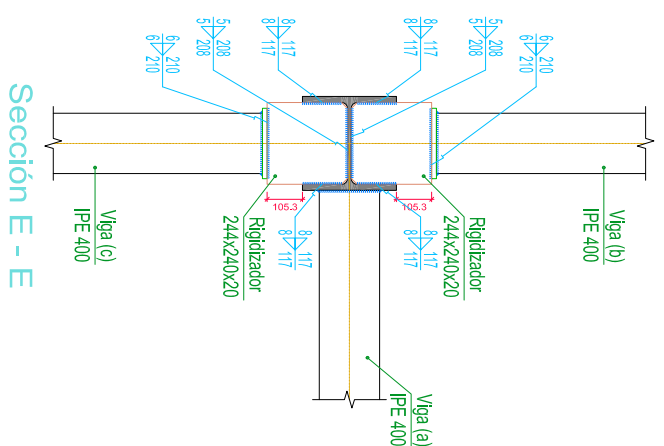 Viga (b)
IPE 400
6 210
6 210
5 208
5 208
Rigidizador
244x240x20
8 117
8 117
Viga (a)
IPE 400
8 117
8 117
105.3
105.3
8 117
8 117
8 117
8 117
Rigidizador
244x240x20
5 208
5 208
6 210
6 210
Viga (c)
IPE 400
Sección E - E